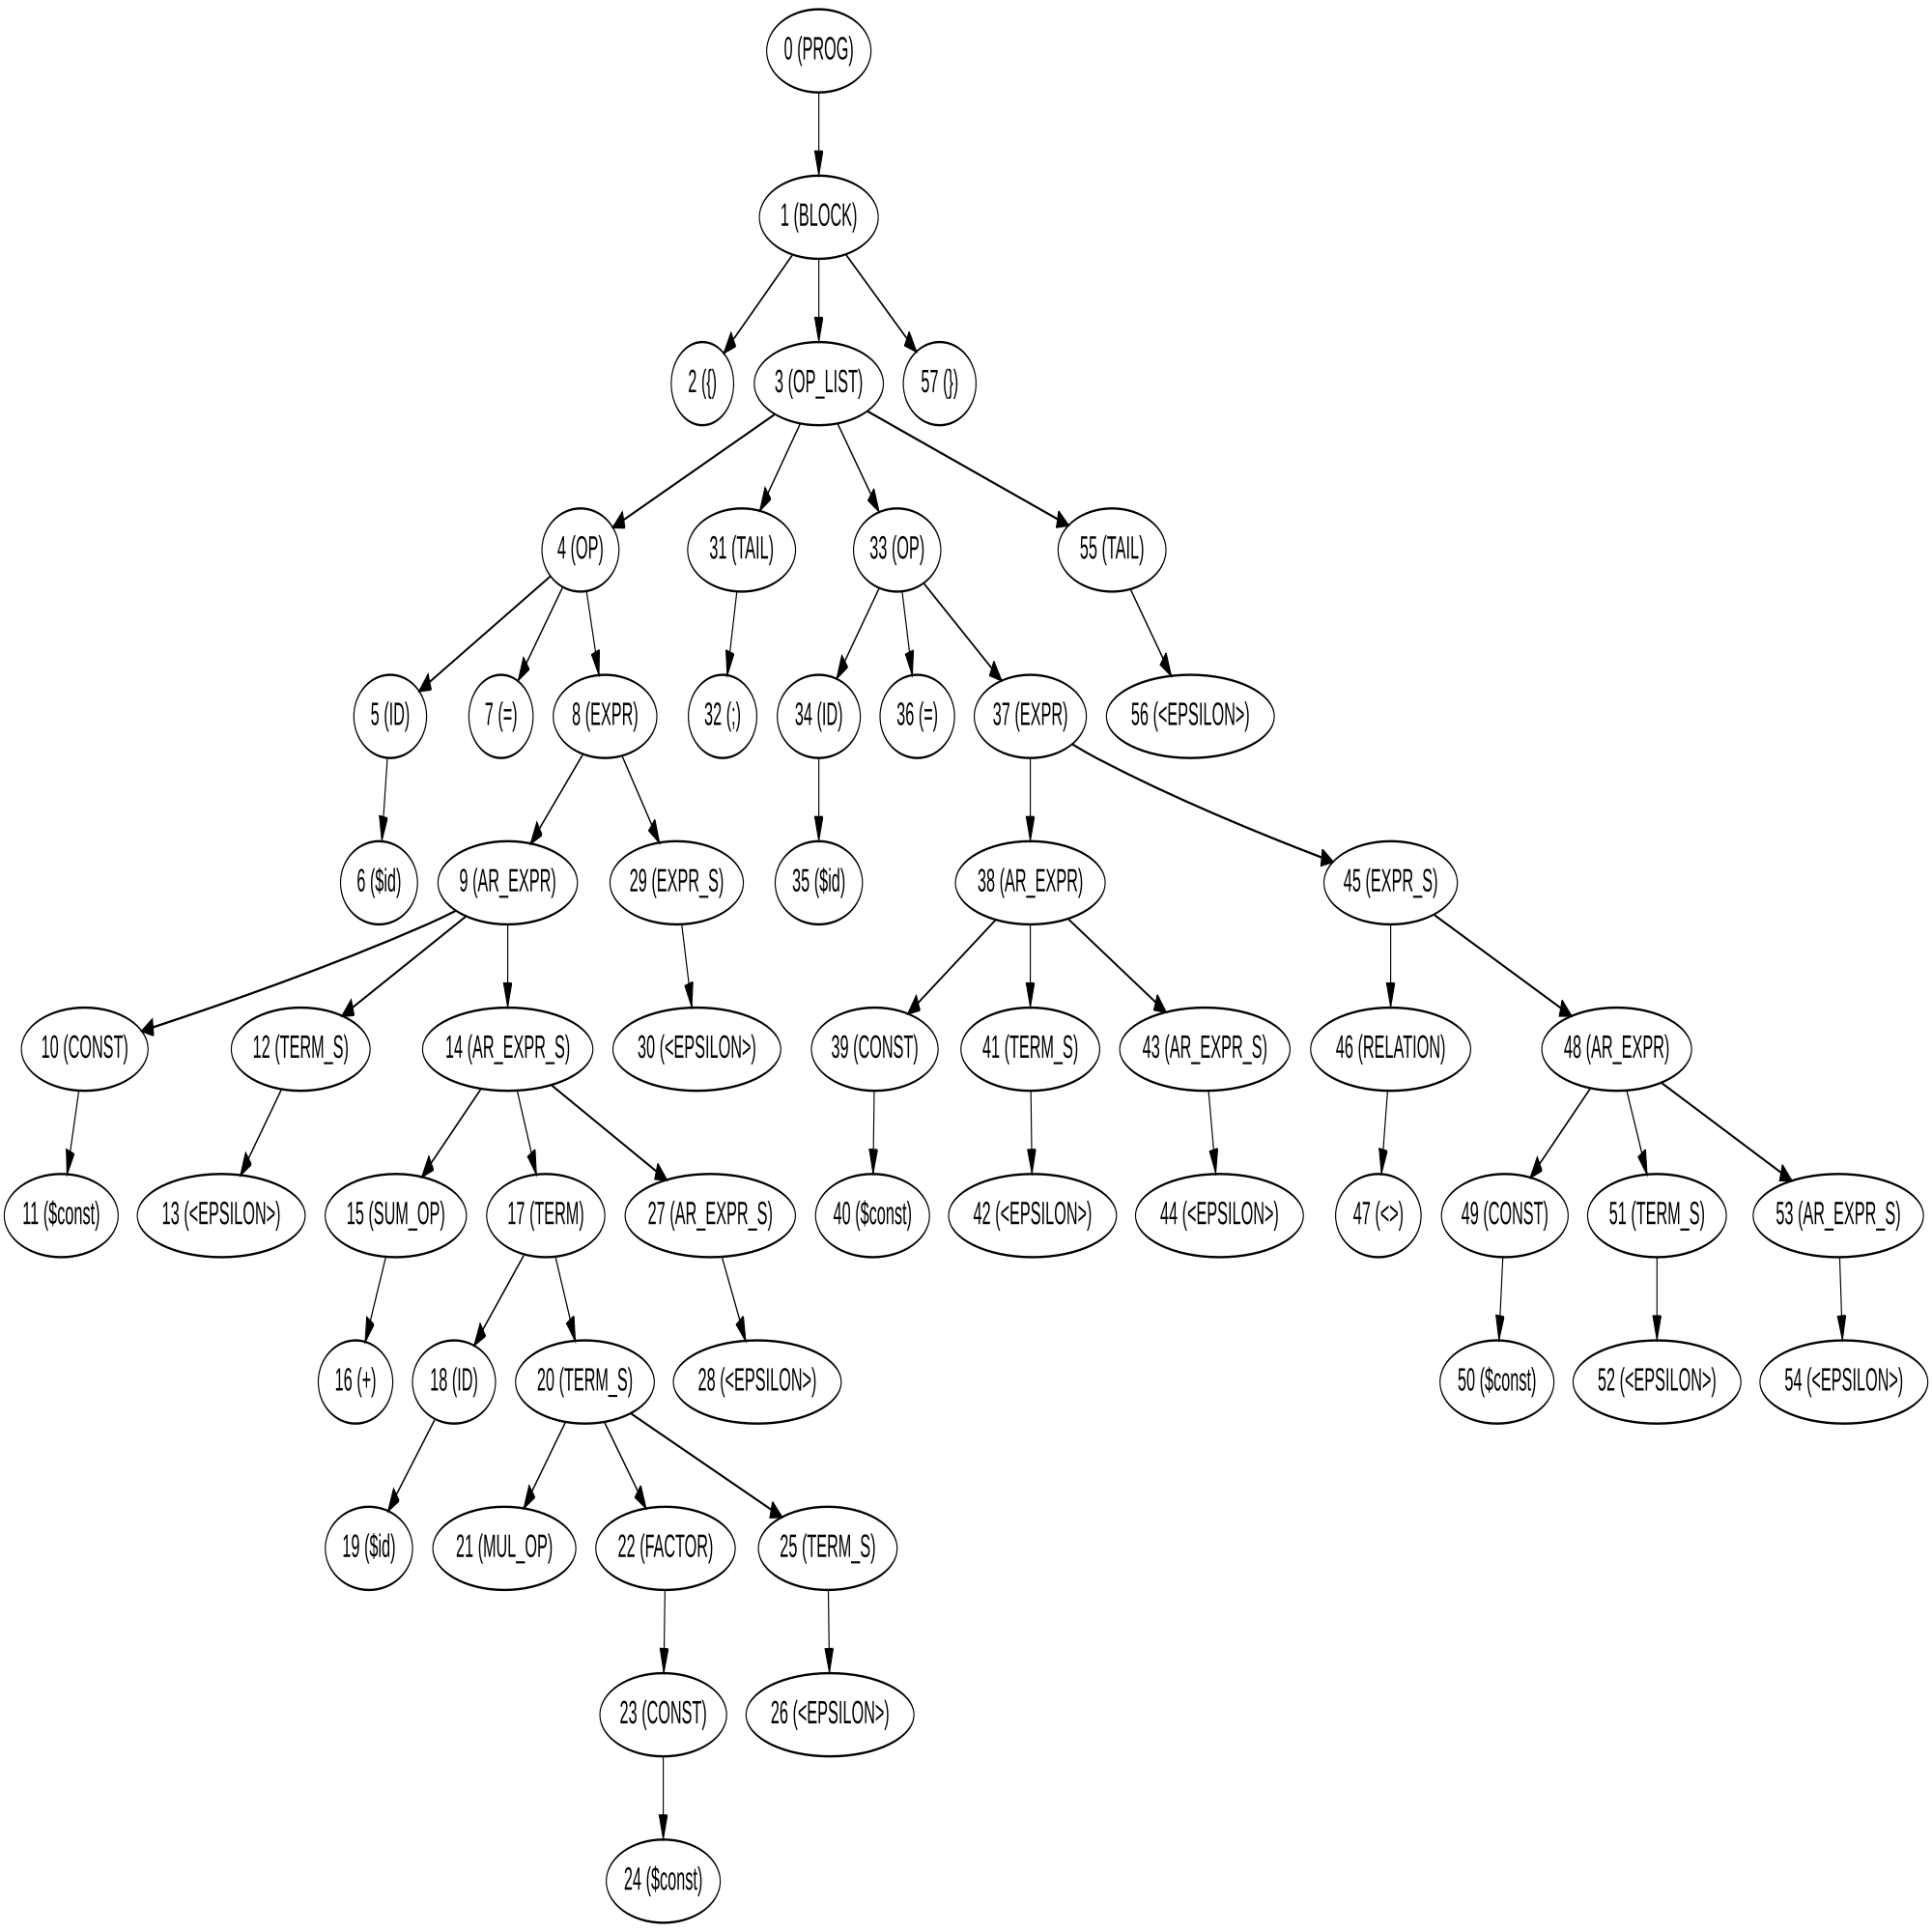 0 (PROG)
1 (BLOCK)
2 ({)
3 (OP_LIST)
57 (})
4 (OP)
31 (TAIL)
33 (OP)
55 (TAIL)
5 (ID)
7 (=)
8 (EXPR)
32 (;)
34 (ID)
36 (=)
37 (EXPR)
56 (<EPSILON>)
6 ($id)
9 (AR_EXPR)
29 (EXPR_S)
35 ($id)
38 (AR_EXPR)
45 (EXPR_S)
10 (CONST)
12 (TERM_S)
14 (AR_EXPR_S)
30 (<EPSILON>)
39 (CONST)
41 (TERM_S)
43 (AR_EXPR_S)
46 (RELATION)
48 (AR_EXPR)
11 ($const)
13 (<EPSILON>)
15 (SUM_OP)
17 (TERM)
27 (AR_EXPR_S)
40 ($const)
42 (<EPSILON>)
44 (<EPSILON>)
47 (<>)
49 (CONST)
51 (TERM_S)
53 (AR_EXPR_S)
16 (+)
18 (ID)
20 (TERM_S)
28 (<EPSILON>)
50 ($const)
52 (<EPSILON>)
54 (<EPSILON>)
19 ($id)
21 (MUL_OP)
22 (FACTOR)
25 (TERM_S)
23 (CONST)
26 (<EPSILON>)
24 ($const)